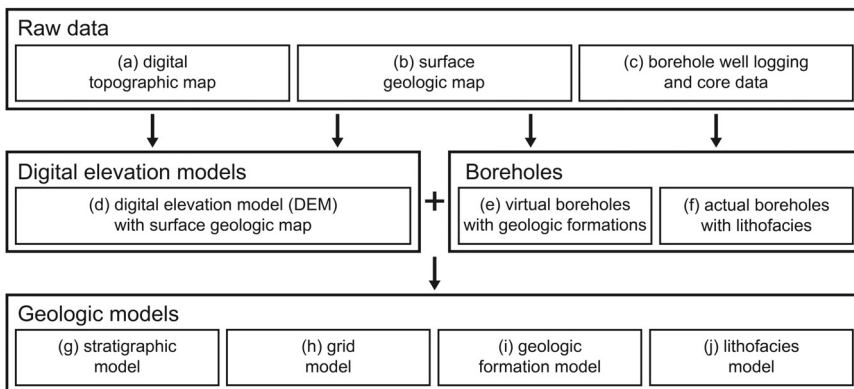 Raw data
(a) digital
topographic map
(b) surface
geologic map
(c) borehole well logging
and core data
Digital elevation models
(d) digital elevation model (DEM)
with surface geologic map
+
Boreholes
(e) virtual boreholes
with geologic formations
(f) actual boreholes
with lithofacies
Geologic models
(g) stratigraphic
model
(h) grid
model
(i) geologic
formation model
(j) lithofacies
model